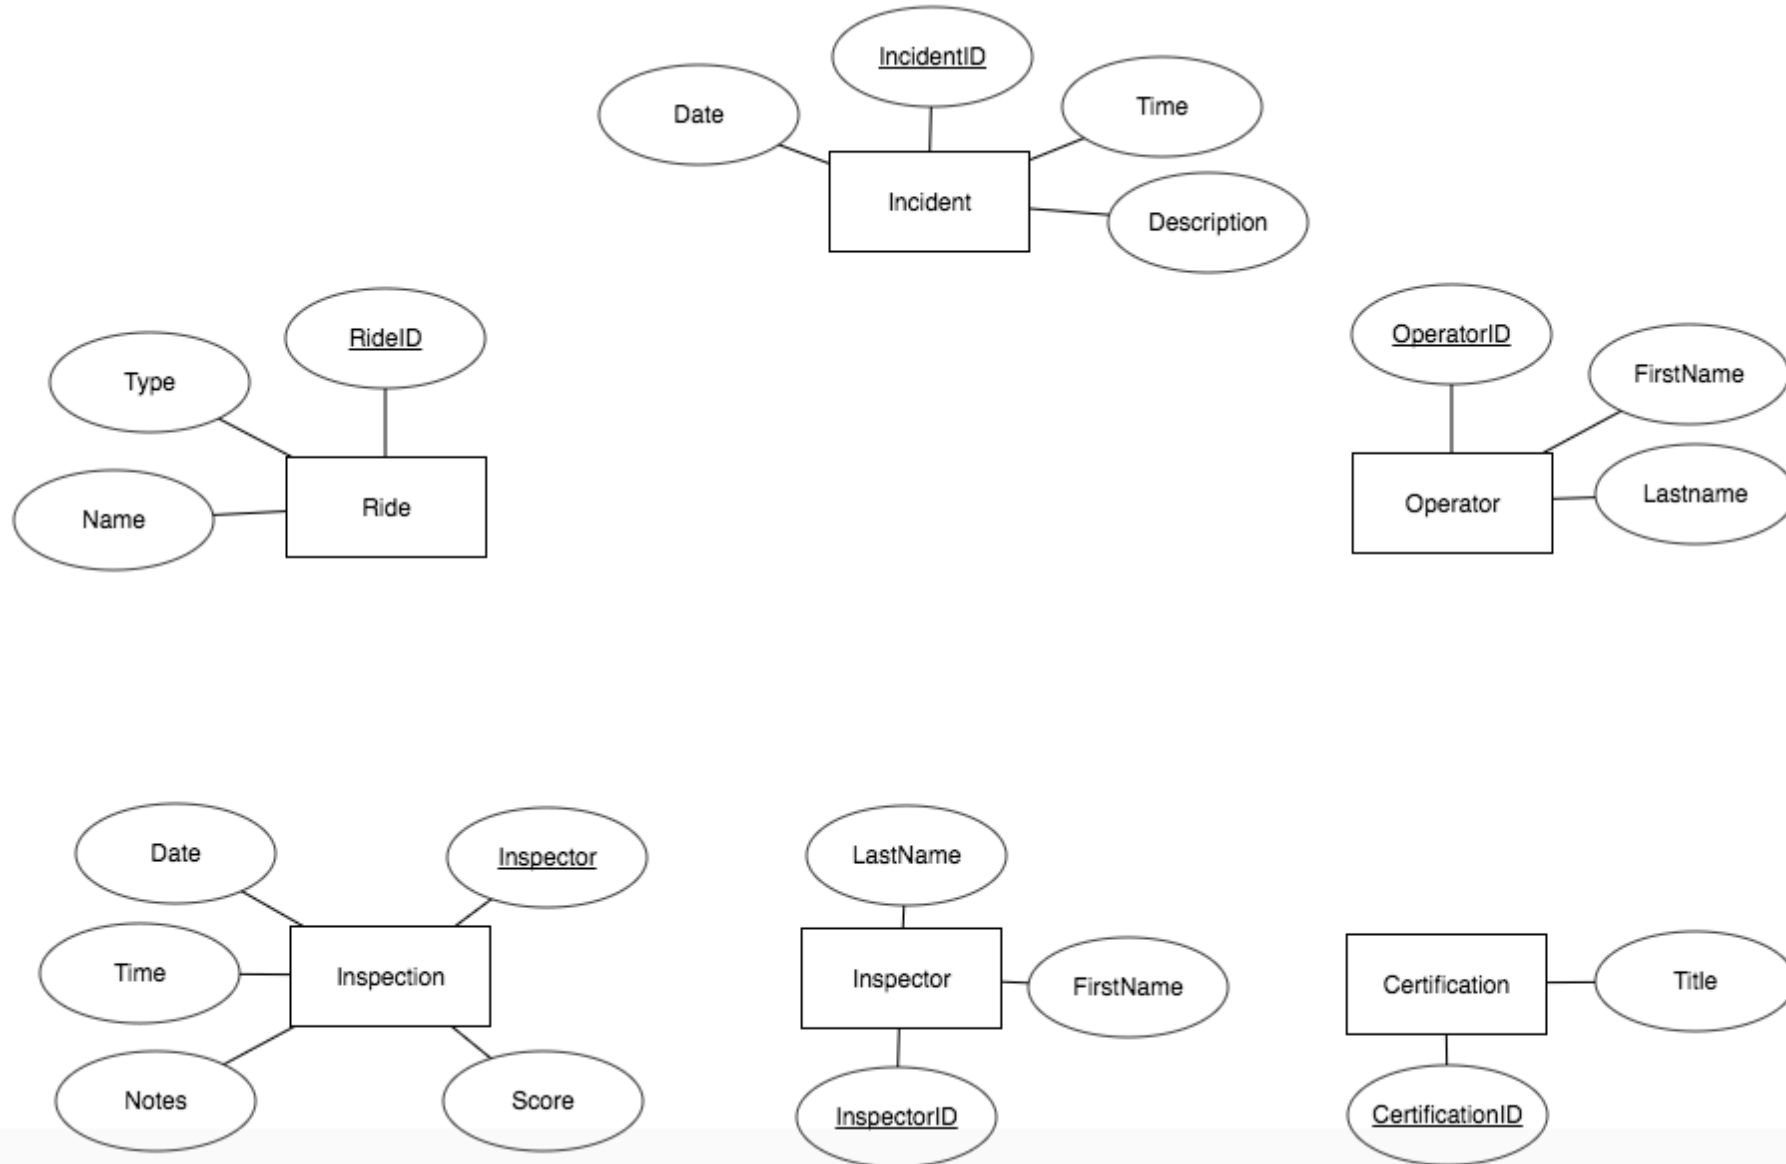 IncidentID
Date
Time
Incident
Description
RideID
OperatorID
Type
FirstName
Name
Ride
Operator
Lastname
Date
Inspector
LastName
Time
Inspection
Inspector
FirstName
Certification
Title
Notes
Score
InspectorID
CertificationID